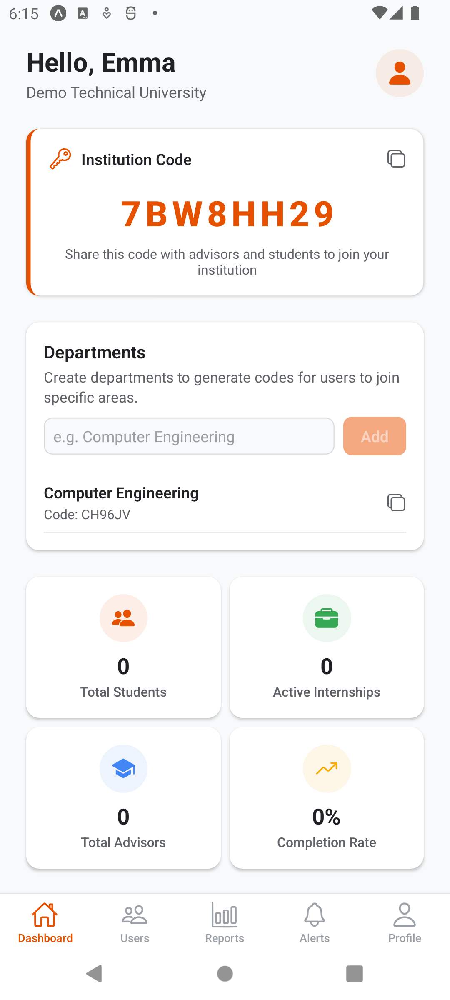 6:15
Hello, Emma
Demo Technical University
Institution Code
7BW8HH29
Share this code with advisors and students to join your
institution
Departments
Create departments to generate codes for users to join
specific areas.
e.g. Computer Engineering
Add
Computer Engineering
Code: CH96JV
0
Total Students
0
Active Internships
0
Total Advisors
0%
Completion Rate
Dashboard
Users
Reports
Alerts
Profile